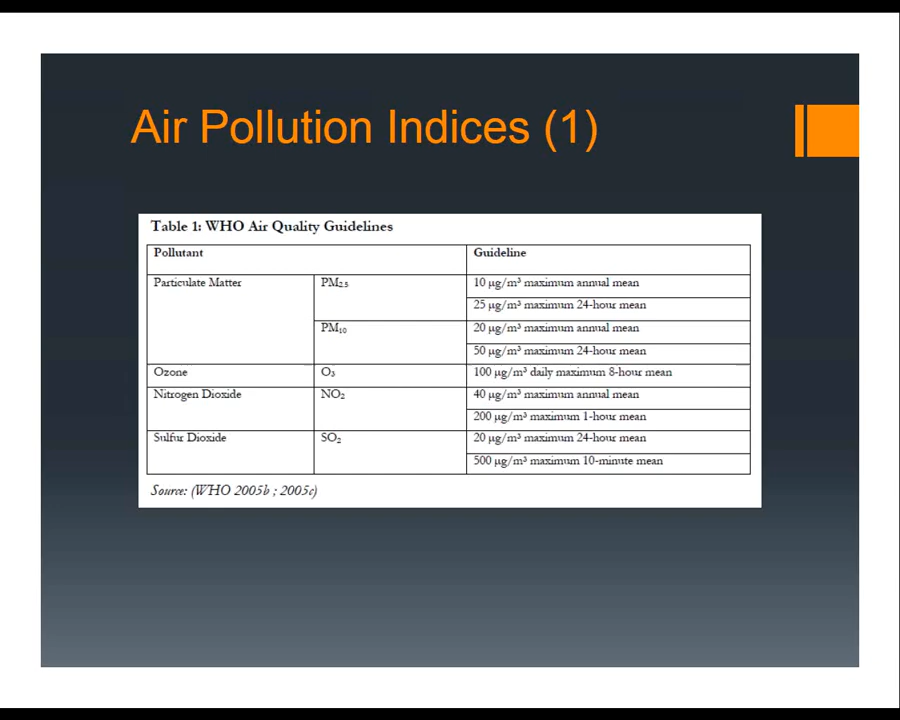 Air Pollution Indices (1)
Table 1: WHO Air Quality Guidelines
Pollutant Guideline
Particulate Matter PM2.5 10 µg/m³ maximum annual mean
25 µg/m³ maximum 24-hour mean
PM10 20 µg/m³ maximum annual mean
50 µg/m³ maximum 24-hour mean
Ozone O3 100 µg/m³ daily maximum 8-hour mean
Nitrogen Dioxide NO2 40 µg/m³ maximum annual mean
200 µg/m³ maximum 1-hour mean
Sulfur Dioxide SO2 20 µg/m³ maximum 24-hour mean
500 µg/m³ maximum 10-minute mean
Source: (WHO 2005b ; 2005c)